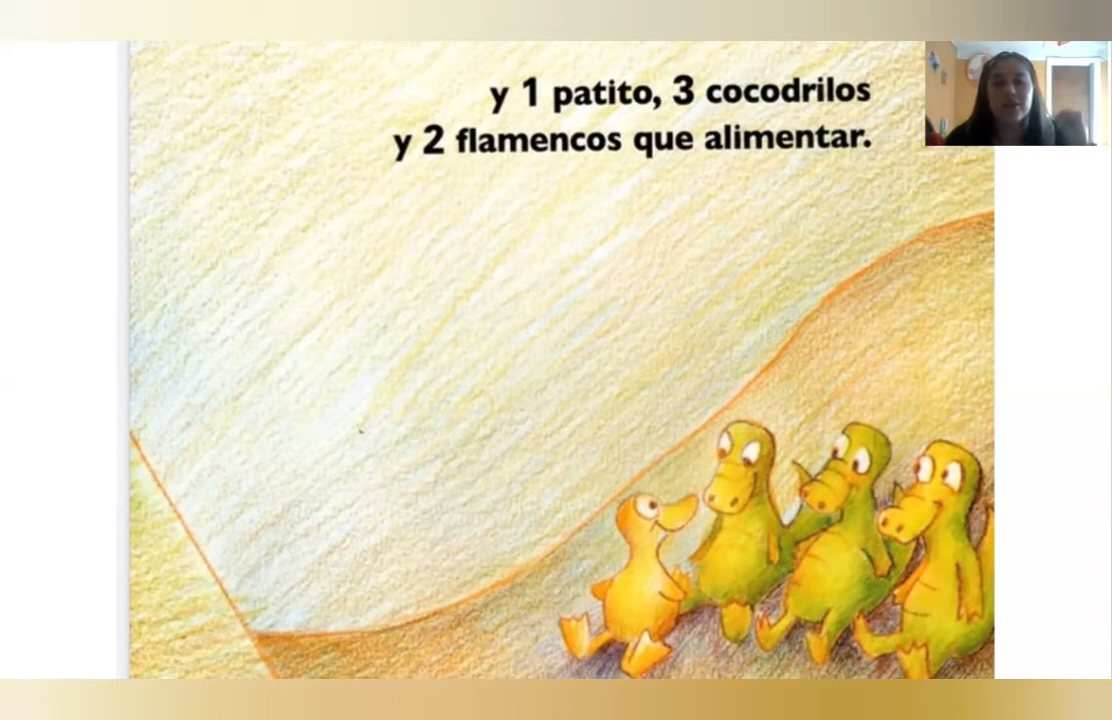 y 1 patito, 3 cocodrilos
y 2 flamencos que alimentar.